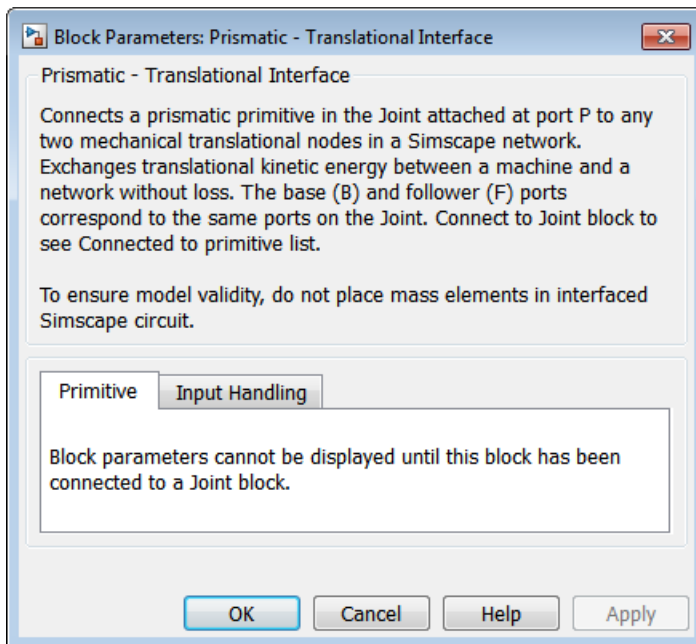 Block Parameters: Prismatic - Translational Interface
Prismatic - Translational Interface
Connects a prismatic primitive in the Joint attached at port P to any
two mechanical translational nodes in a Simscape network.
Exchanges translational kinetic energy between a machine and a
network without loss. The base (B) and follower (F) ports
correspond to the same ports on the Joint. Connect to Joint block to
see Connected to primitive list.
To ensure model validity, do not place mass elements in interfaced
Simscape circuit.
Primitive Input Handling
Block parameters cannot be displayed until this block has been
connected to a Joint block.
OK Cancel Help Apply